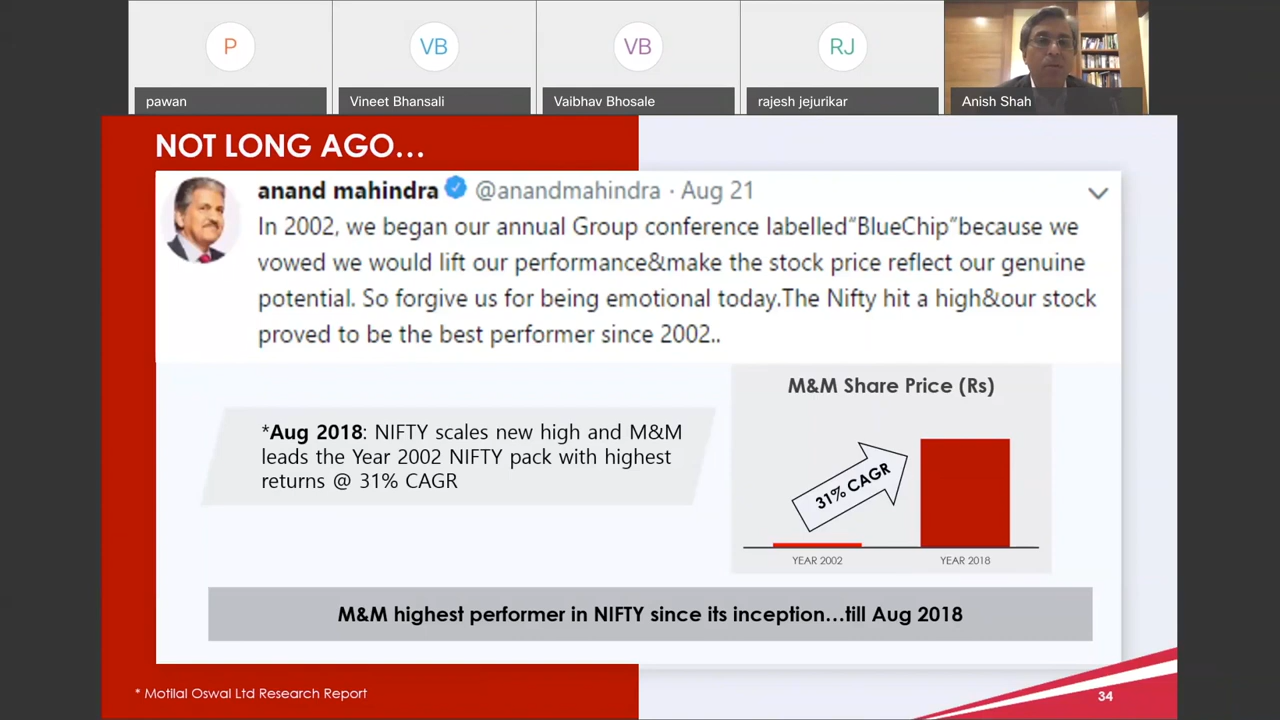 P
VB
VB
RJ
pawan
Vineet Bhansali
Vaibhav Bhosale
rajesh jejurikar
Anish Shah
NOT LONG AGO...
anand mahindra @anandmahindra · Aug 21
In 2002, we began our annual Group conference labelled“BlueChip”because we
vowed we would lift our performance&make the stock price reflect our genuine
potential. So forgive us for being emotional today.The Nifty hit a high&our stock
proved to be the best performer since 2002..
*Aug 2018: NIFTY scales new high and M&M
leads the Year 2002 NIFTY pack with highest
returns @ 31% CAGR
M&M Share Price (Rs)
31% CAGR
YEAR 2002
YEAR 2018
M&M highest performer in NIFTY since its inception...till Aug 2018
* Motilal Oswal Ltd Research Report
34